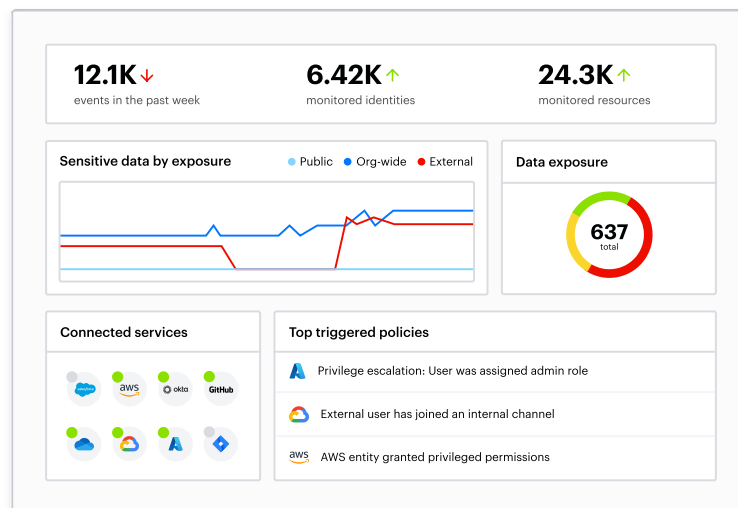 12.1K
6.42K
24.3K
events in the past week
monitored identities
monitored resources
Sensitive data by exposure
Public
Org-wide
External
Data exposure
637
total
Connected services
salesforce
aws
okta
GitHub
Top triggered policies
Privilege escalation: User was assigned admin role
External user has joined an internal channel
aws
AWS entity granted privileged permissions